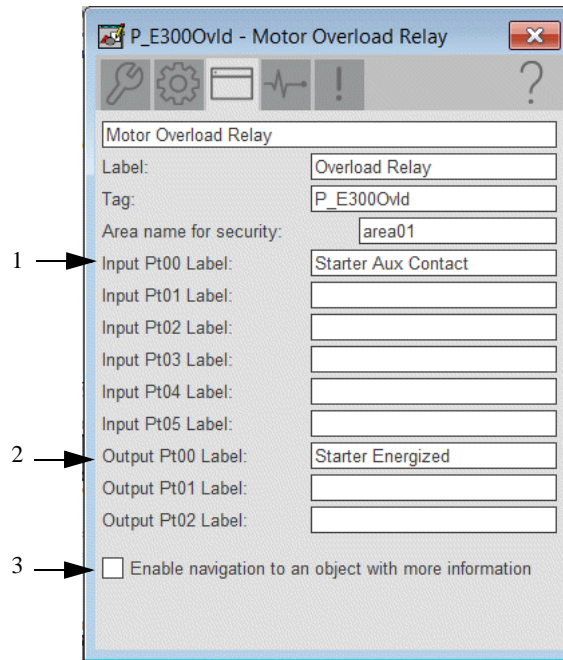 P_E300Ovld - Motor Overload Relay
Motor Overload Relay
Label: Overload Relay
Tag: P_E300Ovld
Area name for security: area01
1 Input Pt00 Label: Starter Aux Contact
Input Pt01 Label:
Input Pt02 Label:
Input Pt03 Label:
Input Pt04 Label:
Input Pt05 Label:
2 Output Pt00 Label: Starter Energized
Output Pt01 Label:
Output Pt02 Label:
3 Enable navigation to an object with more information